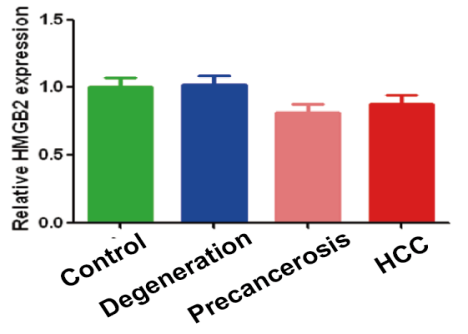 Relative HMGB2 expression
1.5
1.0
0.5
0.0
Control
Degeneration
Precancerosis
HCC